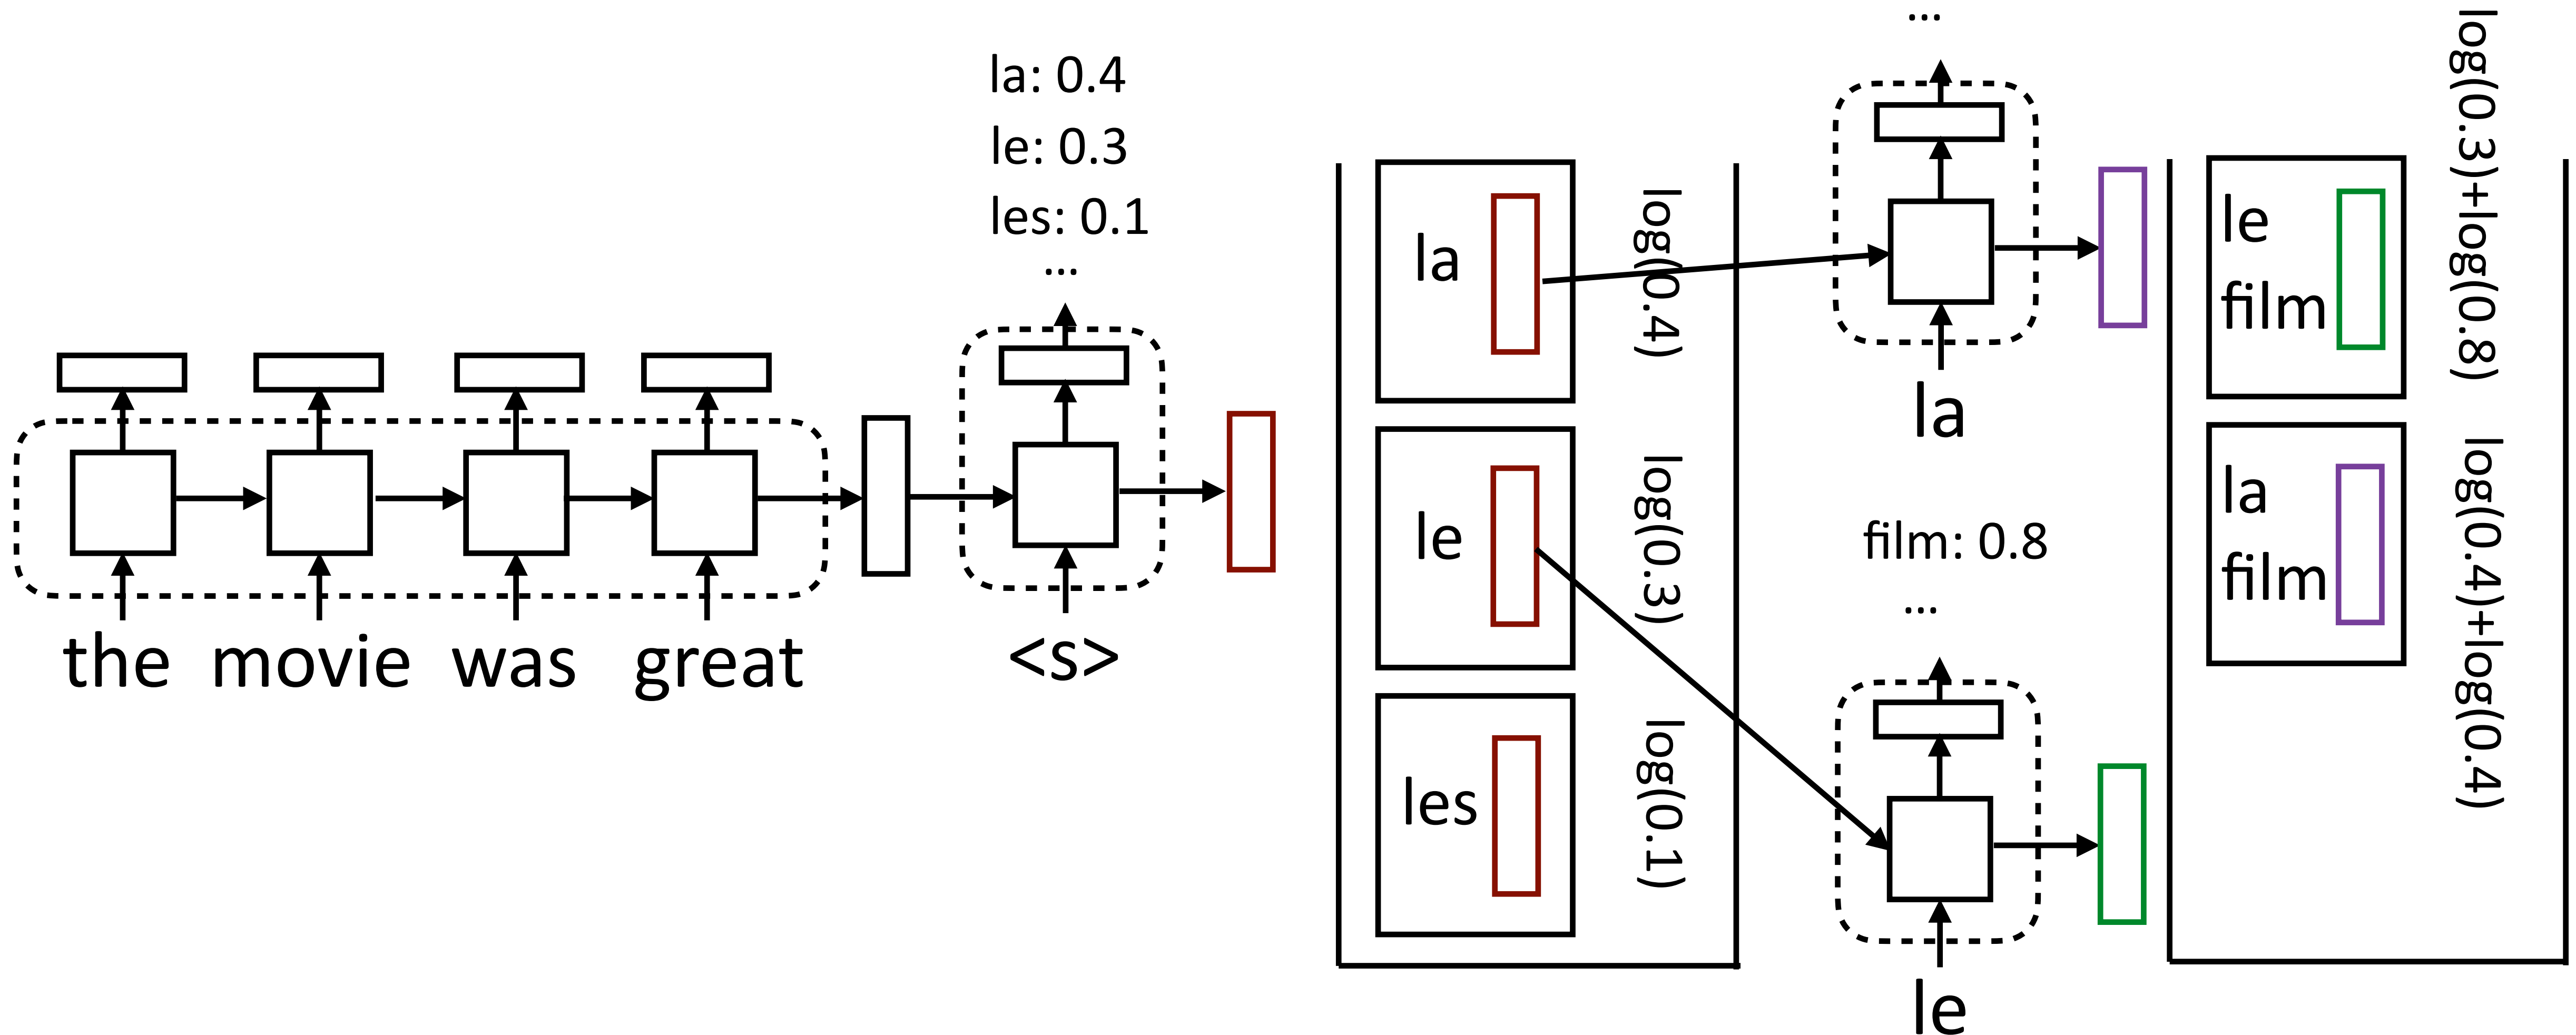 the movie was great
<s>
la: 0.4
le: 0.3
les: 0.1
...
la
log(0.4)
le
log(0.3)
les
log(0.1)
...
la
film: 0.8
...
le
le
film
log(0.3)+log(0.8)
la
film
log(0.4)+log(0.4)